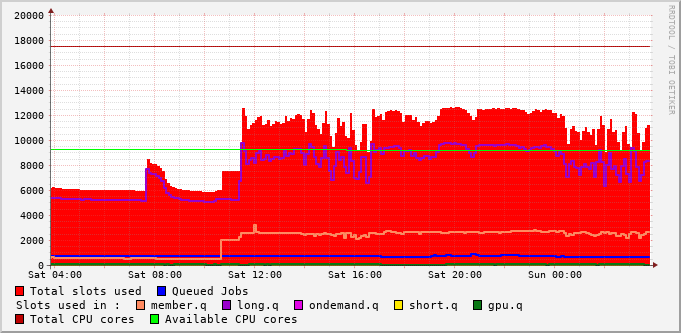 20000
18000
16000
14000
12000
10000
8000
6000
4000
2000
0
Sat 04:00 Sat 08:00 Sat 12:00 Sat 16:00 Sat 20:00 Sun 00:00
RRDTOOL / TOBI OETIKER
Total slots used Queued Jobs
Slots used in : member.q long.q ondemand.q short.q gpu.q
Total CPU cores Available CPU cores